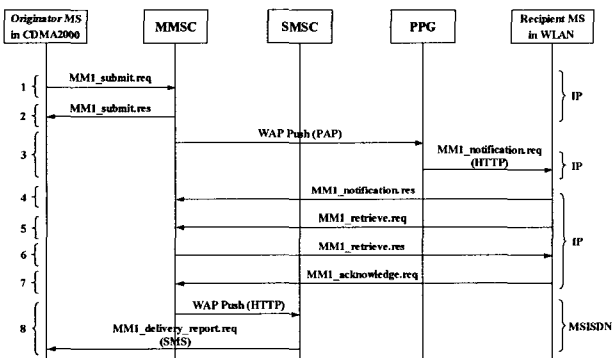 Originator MS
in CDMA2000
MMSC
SMSC
PPG
Recipient MS
in WLAN
1
MM1_submit.req
IP
2
MM1_submit.res
3
WAP Push (PAP)
MM1_notification.req
(HTTP)
IP
4
MM1_notification.res
5
MM1_retrieve.req
6
MM1_retrieve.res
IP
7
MM1_acknowledge.req
8
WAP Push (HTTP)
MM1_delivery_report.req
(SMS)
MSISDN